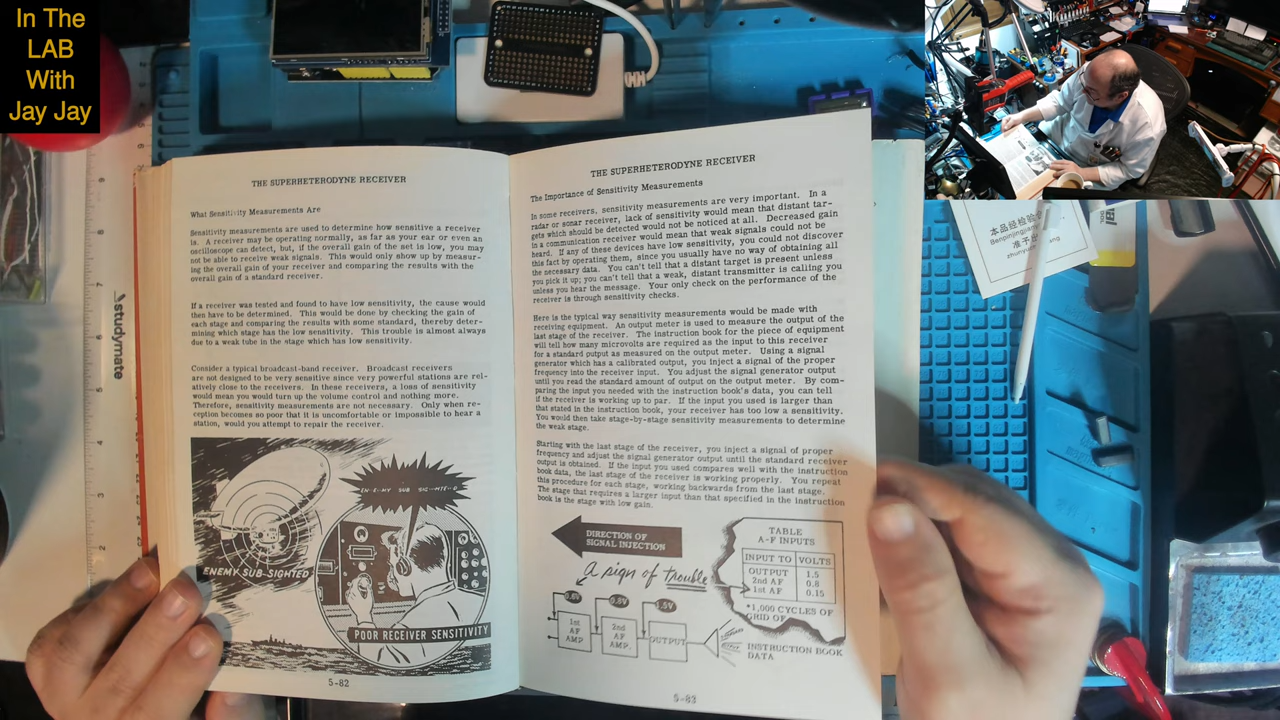 In The
LAB
With
Jay Jay
THE SUPERHETERODYNE RECEIVER
What Sensitivity Measurements Are
Sensitivity measurements are used to determine how sensitive a receiver
is. A receiver may be operating normally, as far as your ear or even an
oscilloscope can detect, but, if the overall gain of the set is low, you may
not be able to receive weak signals. This would only show up by measur-
ing the overall gain of your receiver and comparing the results with the
overall gain of a standard receiver.
If a receiver was tested and found to have low sensitivity, the cause would
then have to be determined. This would be done by checking the gain of
each stage and comparing the results with some standard, thereby deter-
mining which stage has the low sensitivity. This trouble is almost always
due to a weak tube in the stage which has low sensitivity.
Consider a typical broadcast-band receiver. Broadcast receivers
are not designed to be very sensitive since very powerful stations are rel-
atively close to the receivers. In these receivers, a loss of sensitivity
would mean you would turn up the volume control and nothing more.
Therefore, sensitivity measurements are not necessary. Only when re-
ception becomes so poor that it is uncomfortable or impossible to hear a
station, would you attempt to repair the receiver.
ENEMY SUB SIGHTED
POOR RECEIVER SENSITIVITY
5-82
THE SUPERHETERODYNE RECEIVER
The Importance of Sensitivity Measurements
In some receivers, sensitivity measurements are very important. In a
radar or sonar receiver, lack of sensitivity would mean that distant tar-
gets which should be detected would not be noticed at all. Decreased gain
in a communication receiver would mean that weak signals could not be
heard. If any of these devices have low sensitivity, you could not discover
this fact by operating them, since you usually have no way of obtaining all
the necessary data. You can't tell that a distant target is present unless
you pick it up; you can't tell that a weak, distant transmitter is calling you
unless you hear the message. Your only check on the performance of the
receiver is through sensitivity checks.
Here is the typical way sensitivity measurements would be made with
receiving equipment. An output meter is used to measure the output of the
last stage of the receiver. The instruction book for the piece of equipment
will tell how many microvolts are required as the input to this receiver
for a standard output as measured on the output meter. Using a signal
generator which has a calibrated output, you inject a signal of the proper
frequency into the receiver input. You adjust the signal generator output
until you read the standard amount of output on the output meter. By com-
paring the input you needed with the instruction book's data, you can tell
if the receiver is working up to par. If the input you used is larger than
that stated in the instruction book, your receiver has too low a sensitivity.
You would then take stage-by-stage sensitivity measurements to determine
the weak stage.
Starting with the last stage of the receiver, you inject a signal of proper
frequency and adjust the signal generator output until the standard receiver
output is obtained. If the input you used compares well with the instruction
book data, the last stage of the receiver is working properly. You repeat
this procedure for each stage, working backwards from the last stage.
The stage that requires a larger input than that specified in the instruction
book is the stage with low gain.
DIRECTION OF
SIGNAL INJECTION
a sign of trouble
0.8V 0.8V 1.5V
1st AF AMP. 2nd AF AMP. OUTPUT
TABLE
A-F INPUTS
INPUT TO VOLTS
OUTPUT 1.5
2nd AF 0.8
1st AF 0.15
*1,000 CYCLES OF
GRID OF
INSTRUCTION BOOK
DATA
5-83
studymate
本品经检验合
Benpinjingjian
准予出
zhunyu ang.